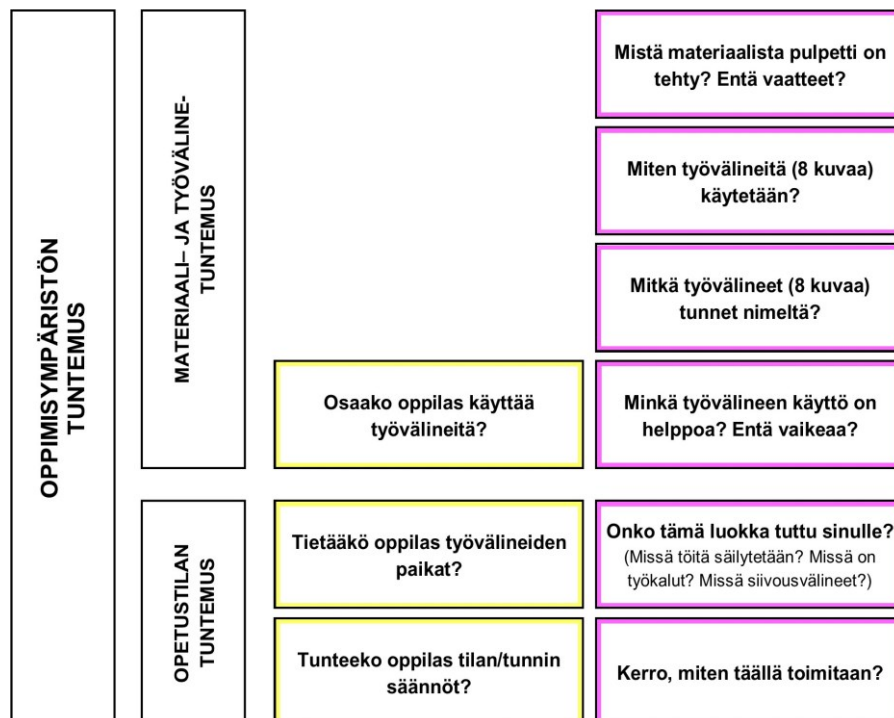 OPPIMISYMPÄRISTÖN
TUNTEMUS
MATERIAALI– JA TYÖVÄLINE-
TUNTEMUS
Mistä materiaalista pulpetti on
tehty? Entä vaatteet?
Miten työvälineitä (8 kuvaa)
käytetään?
Mitkä työvälineet (8 kuvaa)
tunnet nimeltä?
Osaako oppilas käyttää
työvälineitä?
Minkä työvälineen käyttö on
helppoa? Entä vaikeaa?
OPETUSTILAN
TUNTEMUS
Tietääkö oppilas työvälineiden
paikat?
Onko tämä luokka tuttu sinulle?
(Missä töitä säilytetään? Missä on
työkalut? Missä siivousvälineet?)
Tunteeko oppilas tilan/tunnin
säännöt?
Kerro, miten täällä toimitaan?